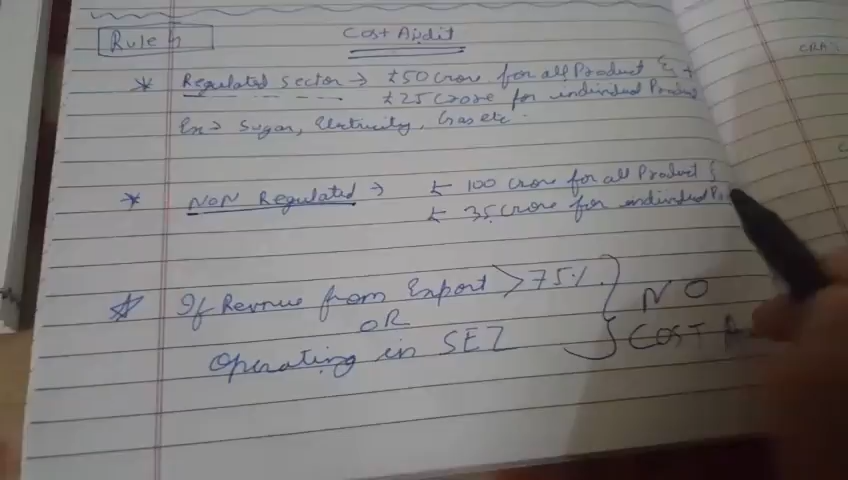 Rule 4
Cost Audit
* Regulated Sector → ₹50 Crore for all Product & +
₹25 Crore for individual Product
Ex → Sugar, Electricity, Gas etc.
* NON Regulated → ₹ 100 Crore for all Product &
₹ 35 Crore for individual
If Revenue from Export > 75%.
OR
Operating in SEZ
NO
COST
CRA